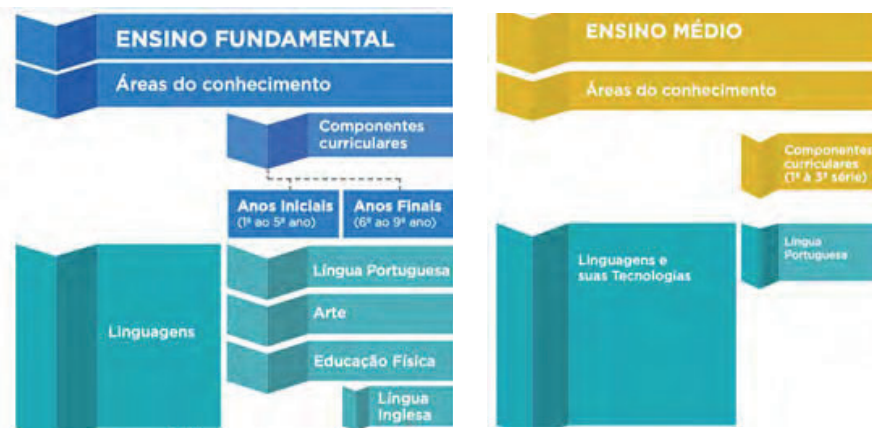 ENSINO FUNDAMENTAL
Áreas do conhecimento
Componentes
curriculares
Anos Iniciais
(1º ao 5º ano)
Anos Finais
(6º ao 9º ano)
Linguagens
Língua Portuguesa
Arte
Educação Física
Língua
Inglesa
ENSINO MÉDIO
Áreas do conhecimento
Componentes
curriculares
(1ª à 3ª série)
Linguagens e
suas Tecnologias
Língua
Portuguesa